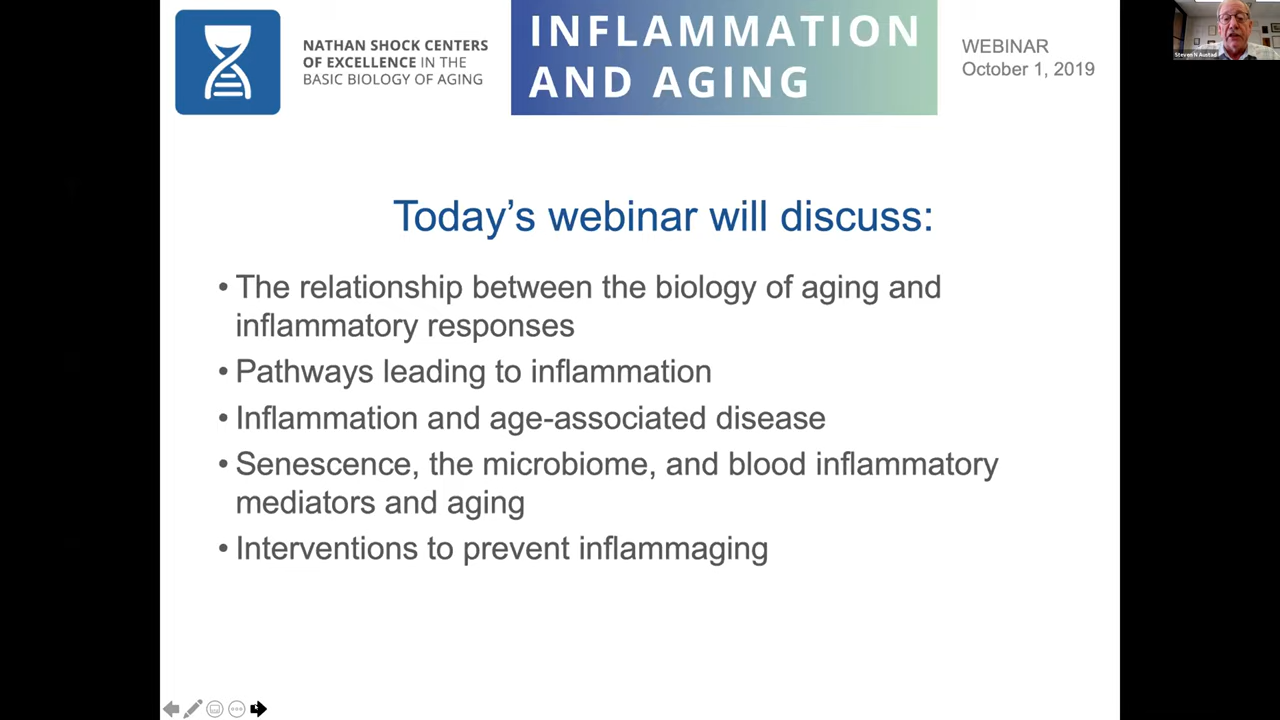 NATHAN SHOCK CENTERS
OF EXCELLENCE IN THE
BASIC BIOLOGY OF AGING
INFLAMMATION
AND AGING
WEBINAR
October 1, 2019
Steven N Austad
Today’s webinar will discuss:
• The relationship between the biology of aging and
inflammatory responses
• Pathways leading to inflammation
• Inflammation and age-associated disease
• Senescence, the microbiome, and blood inflammatory
mediators and aging
• Interventions to prevent inflammaging